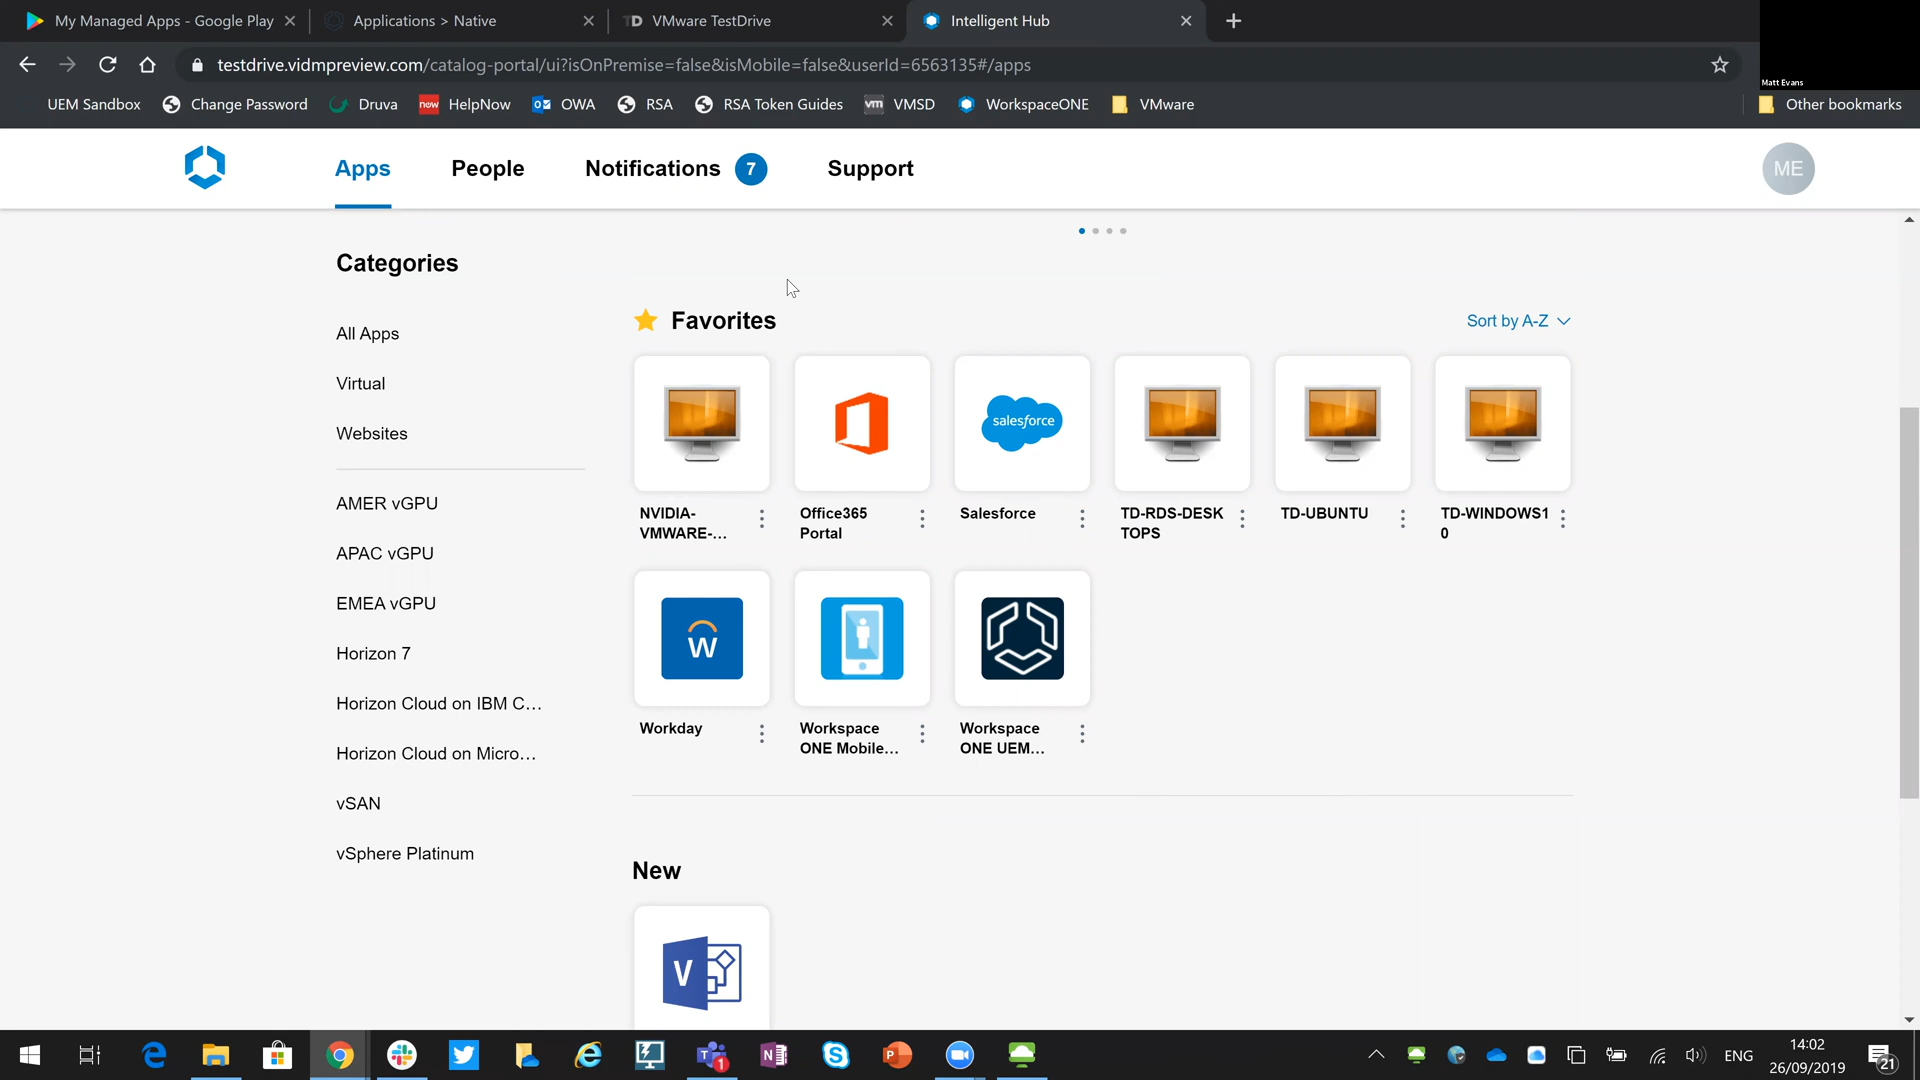 My Managed Apps - Google Play
Applications > Native
TD VMware TestDrive
Intelligent Hub
testdrive.vidmpreview.com/catalog-portal/ui?isOnPremise=false&isMobile=false&userId=6563135#/apps
Matt Evans
UEM Sandbox
Change Password
Druva
now HelpNow
OWA
RSA
RSA Token Guides
vm VMSD
WorkspaceONE
VMware
Other bookmarks
Apps
People
Notifications 7
Support
ME
Categories
All Apps
Virtual
Websites
AMER vGPU
APAC vGPU
EMEA vGPU
Horizon 7
Horizon Cloud on IBM C...
Horizon Cloud on Micro...
vSAN
vSphere Platinum
Favorites
Sort by A-Z
salesforce
NVIDIA-
VMWARE-...
Office365
Portal
Salesforce
TD-RDS-DESK
TOPS
TD-UBUNTU
TD-WINDOWS1
0
W
Workday
Workspace
ONE Mobile...
Workspace
ONE UEM...
New
V
1
ENG
14:02
26/09/2019
21